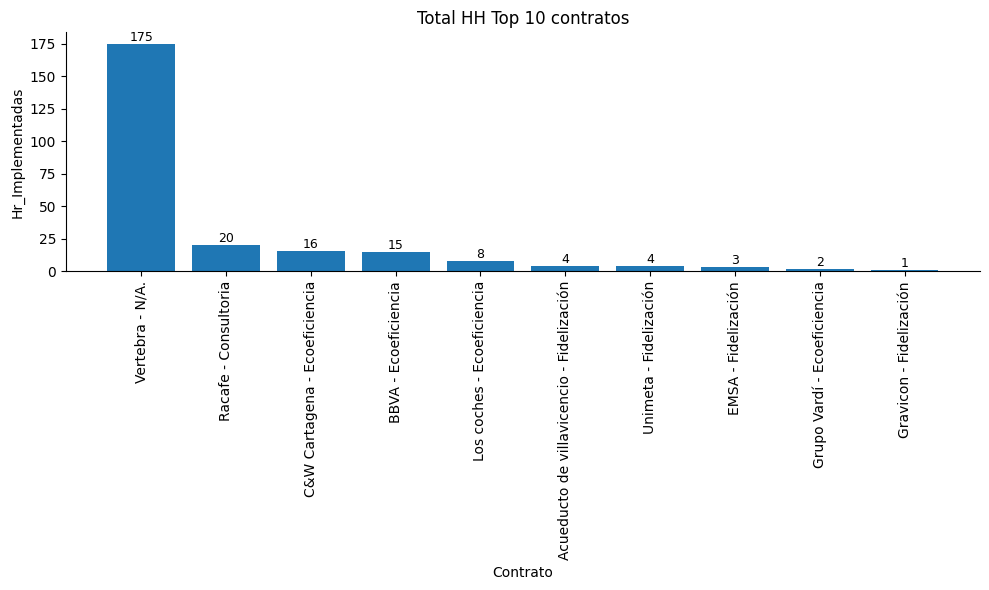 Total HH Top 10 contratos
Hr_Implementadas
175
150
125
100
75
50
25
0
175
20
16
15
8
4
4
3
2
1
Vertebra - N/A.
Racafe - Consultoria
C&W Cartagena - Ecoeficiencia
BBVA - Ecoeficiencia
Los coches - Ecoeficiencia
Acueducto de villavicencio - Fidelización
Unimeta - Fidelización
EMSA - Fidelización
Grupo Vardí - Ecoeficiencia
Gravicon - Fidelización
Contrato